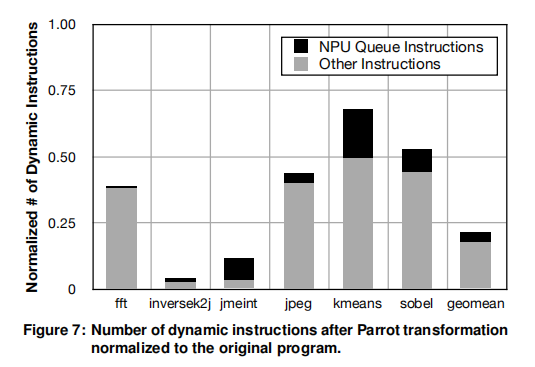 Normalized # of Dynamic Instructions
1.00
0.75
0.50
0.25
0
NPU Queue Instructions
Other Instructions
fft inversek2j jmeint jpeg kmeans sobel geomean
Figure 7: Number of dynamic instructions after Parrot transformation
normalized to the original program.